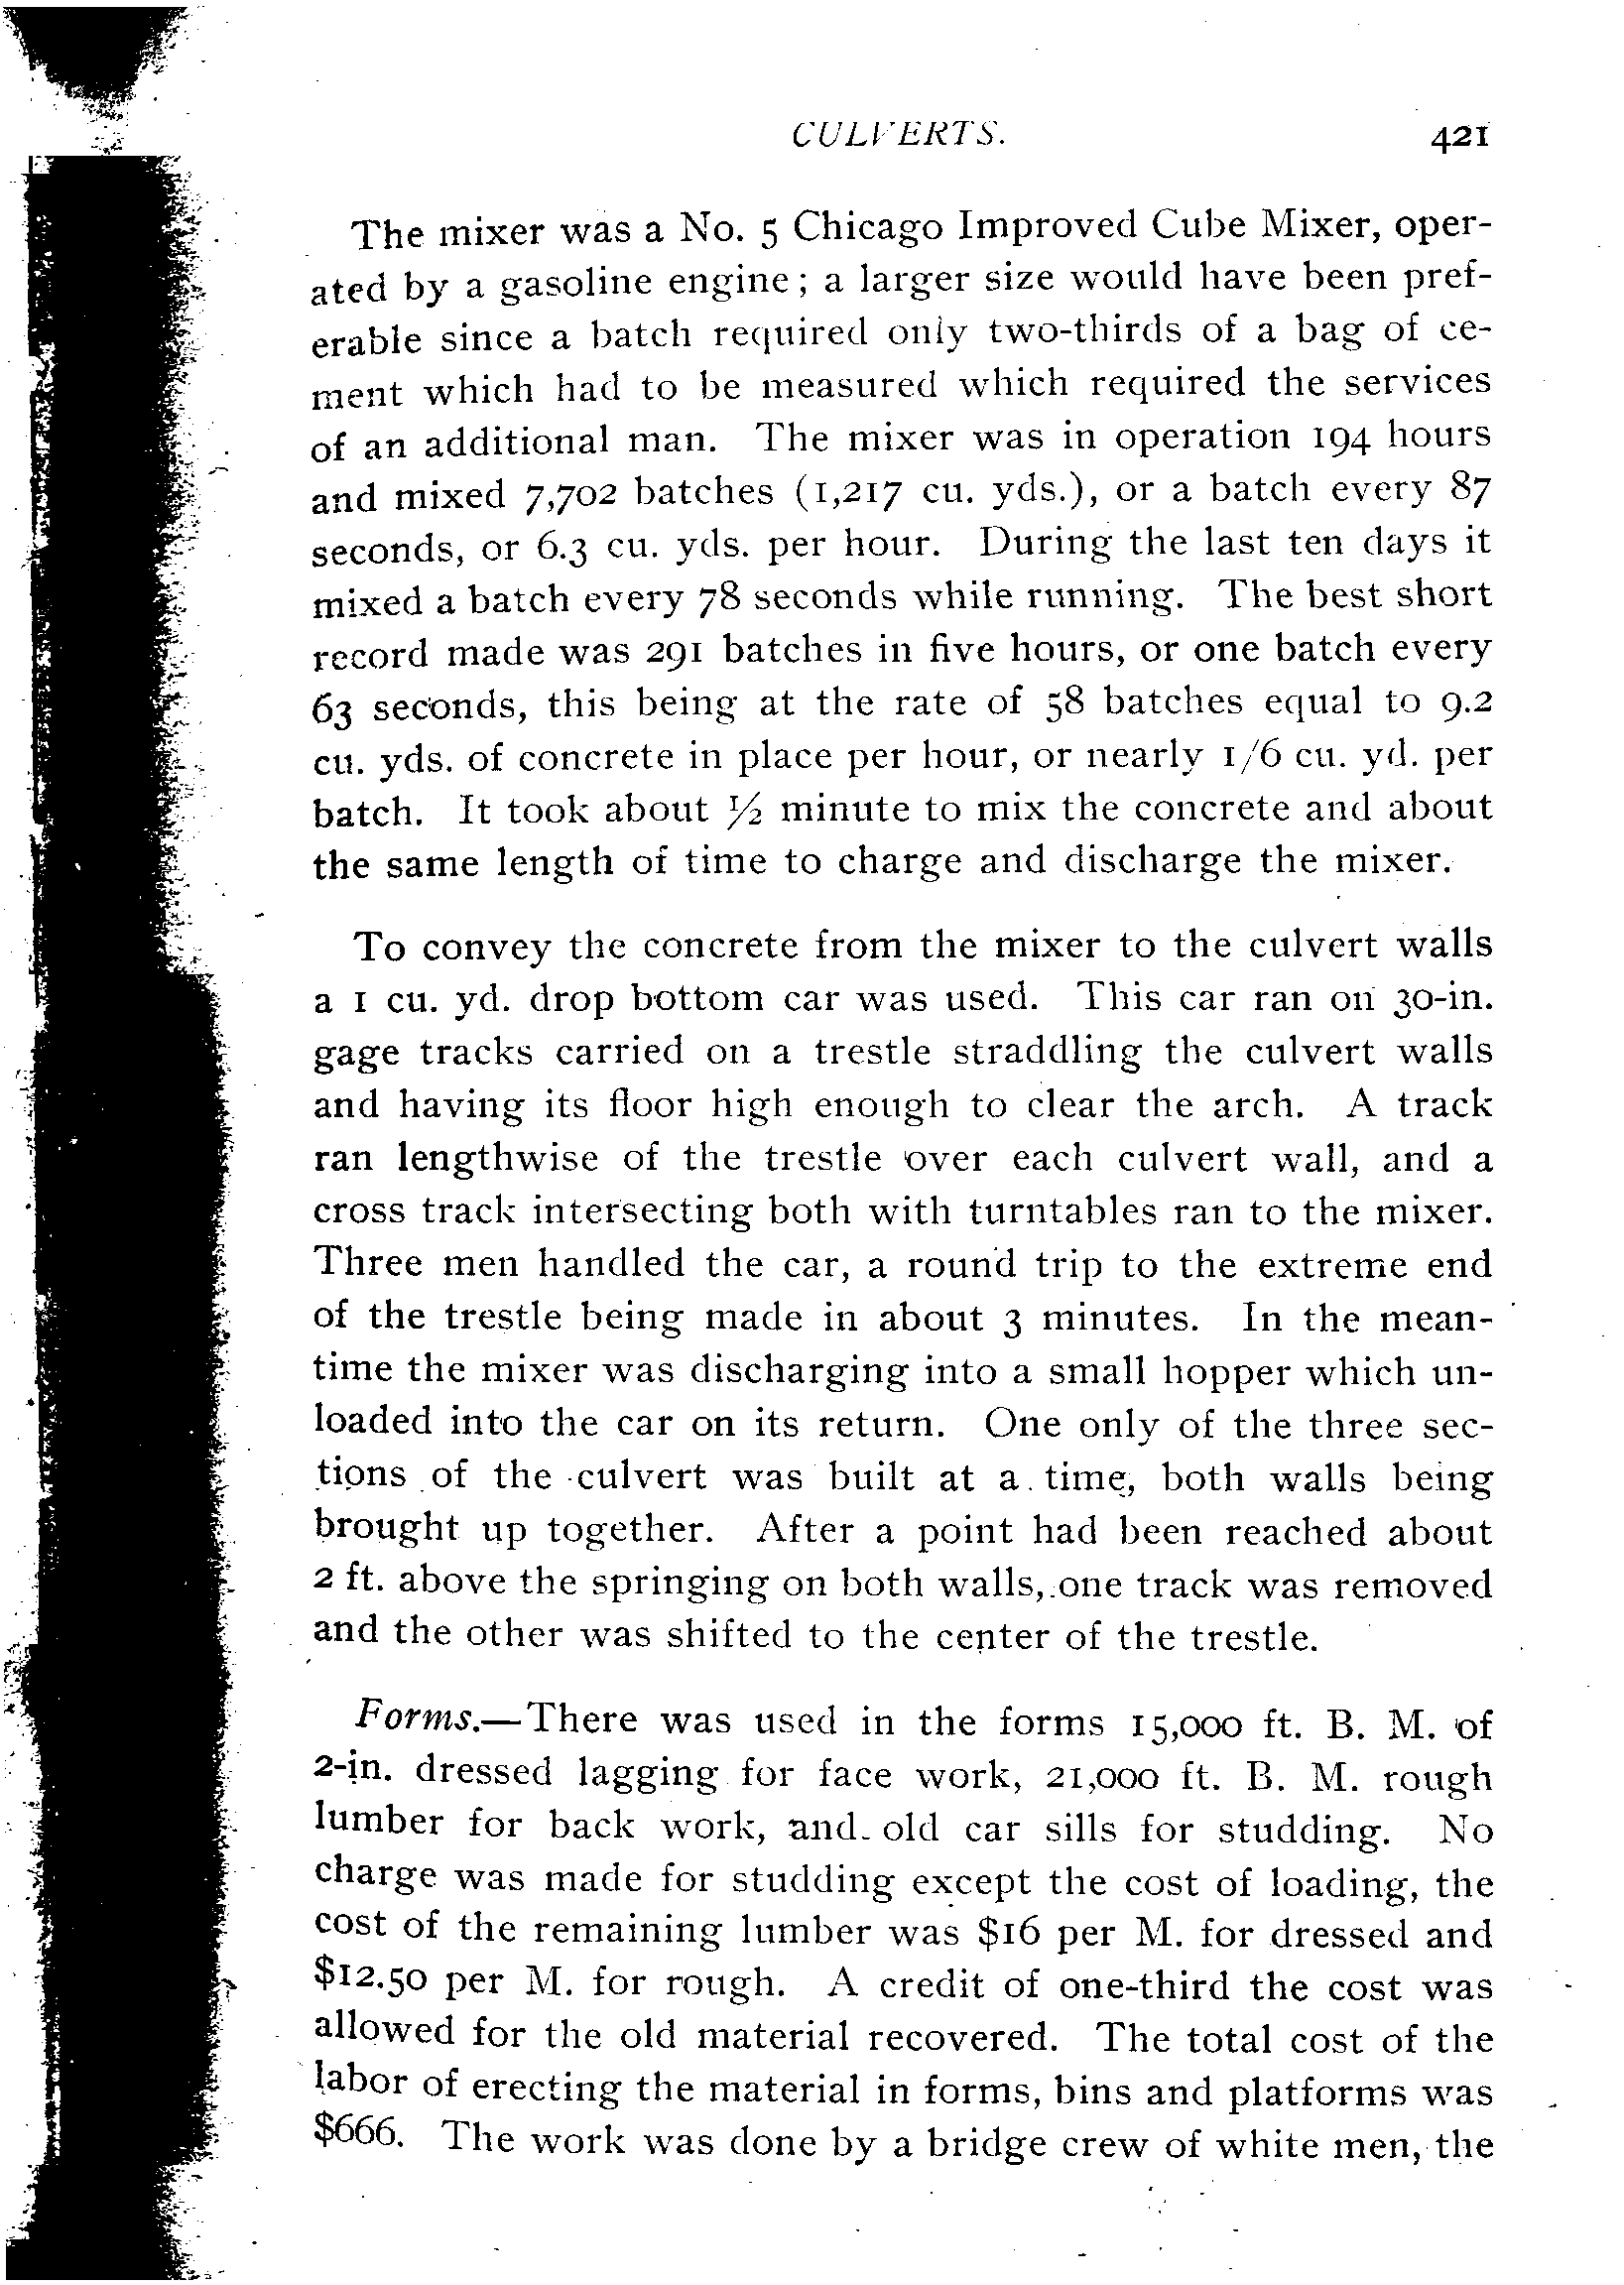 CULVERTS. 421
The mixer was a No. 5 Chicago Improved Cube Mixer, oper-
ated by a gasoline engine; a larger size would have been pref-
erable since a batch required only two-thirds of a bag of ce-
ment which had to be measured which required the services
of an additional man. The mixer was in operation 194 hours
and mixed 7,702 batches (1,217 cu. yds.), or a batch every 87
seconds, or 6.3 cu. yds. per hour. During the last ten days it
mixed a batch every 78 seconds while running. The best short
record made was 291 batches in five hours, or one batch every
63 seconds, this being at the rate of 58 batches equal to 9.2
cu. yds. of concrete in place per hour, or nearly 1/6 cu. yd. per
batch. It took about ½ minute to mix the concrete and about
the same length of time to charge and discharge the mixer.
To convey the concrete from the mixer to the culvert walls
a 1 cu. yd. drop bottom car was used. This car ran on 30-in.
gage tracks carried on a trestle straddling the culvert walls
and having its floor high enough to clear the arch. A track
ran lengthwise of the trestle over each culvert wall, and a
cross track intersecting both with turntables ran to the mixer.
Three men handled the car, a round trip to the extreme end
of the trestle being made in about 3 minutes. In the mean-
time the mixer was discharging into a small hopper which un-
loaded into the car on its return. One only of the three sec-
tions of the culvert was built at a time, both walls being
brought up together. After a point had been reached about
2 ft. above the springing on both walls, one track was removed
and the other was shifted to the center of the trestle.
Forms.—There was used in the forms 15,000 ft. B. M. of
2-in. dressed lagging for face work, 21,000 ft. B. M. rough
lumber for back work, and old car sills for studding. No
charge was made for studding except the cost of loading, the
cost of the remaining lumber was $16 per M. for dressed and
$12.50 per M. for rough. A credit of one-third the cost was
allowed for the old material recovered. The total cost of the
labor of erecting the material in forms, bins and platforms was
$666. The work was done by a bridge crew of white men, the